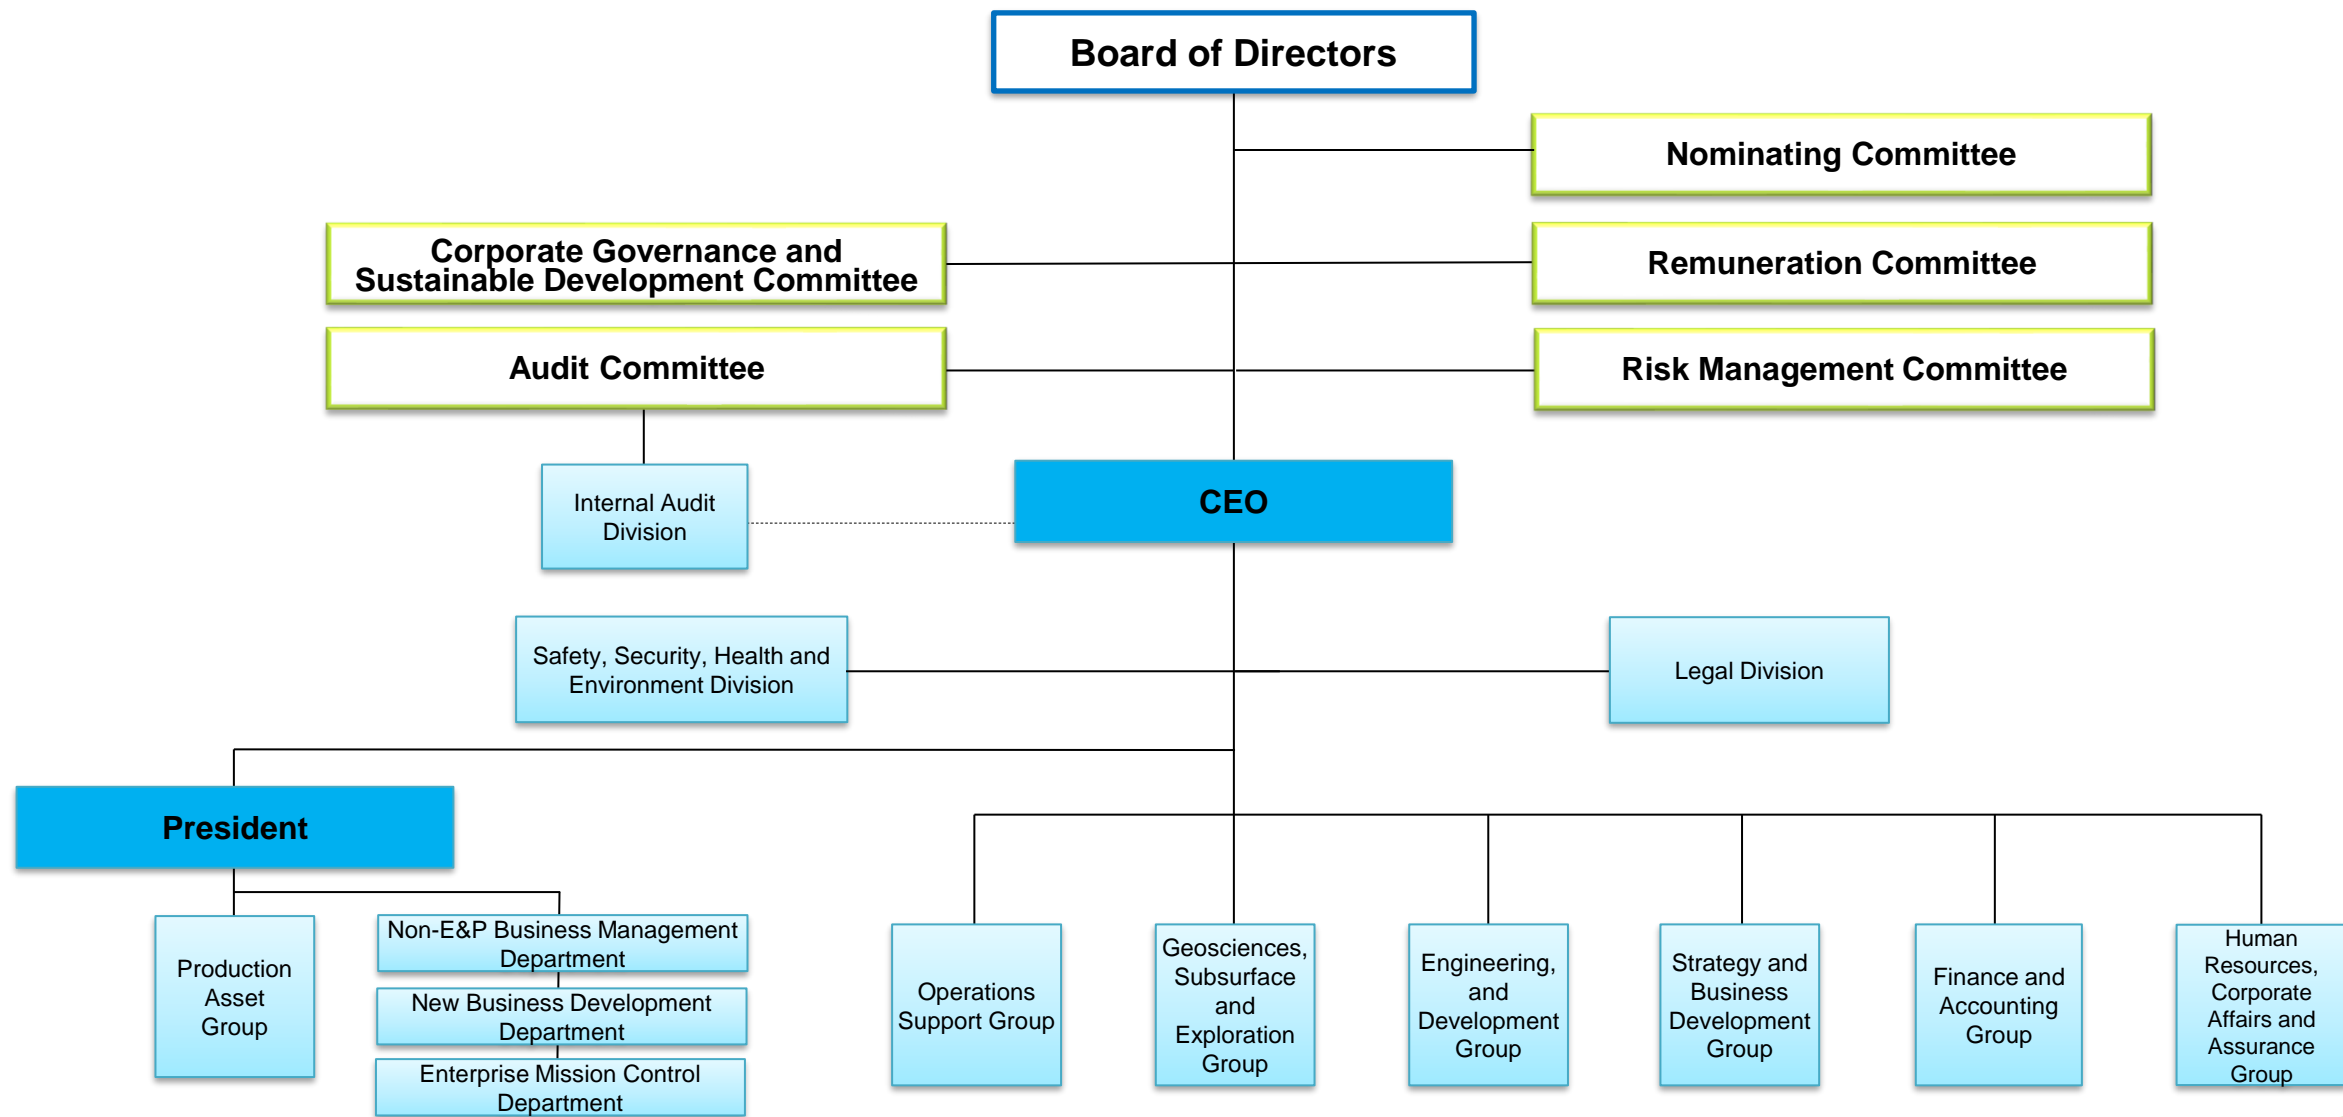 Board of Directors
Nominating Committee
Corporate Governance and
Sustainable Development Committee
Remuneration Committee
Audit Committee
Risk Management Committee
Internal Audit
Division
CEO
Safety, Security, Health and
Environment Division
Legal Division
President
Production
Asset
Group
Non-E&P Business Management
Department
New Business Development
Department
Enterprise Mission Control
Department
Operations
Support Group
Geosciences,
Subsurface
and
Exploration
Group
Engineering,
and
Development
Group
Strategy and
Business
Development
Group
Finance and
Accounting
Group
Human
Resources,
Corporate
Affairs and
Assurance
Group